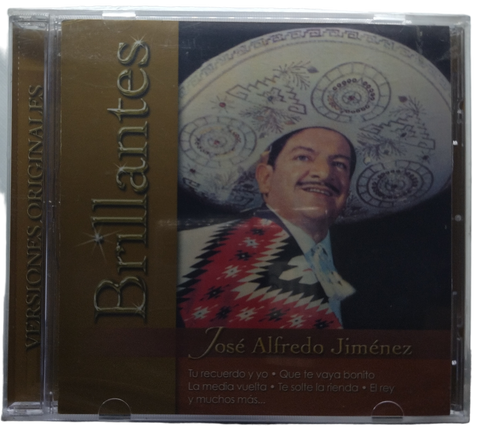 VERSIONES ORIGINALES
Brillantes
José Alfredo Jiménez
Tu recuerdo y yo • Que te vaya bonito
La media vuelta • Te solte la rienda • El rey
y muchos más...